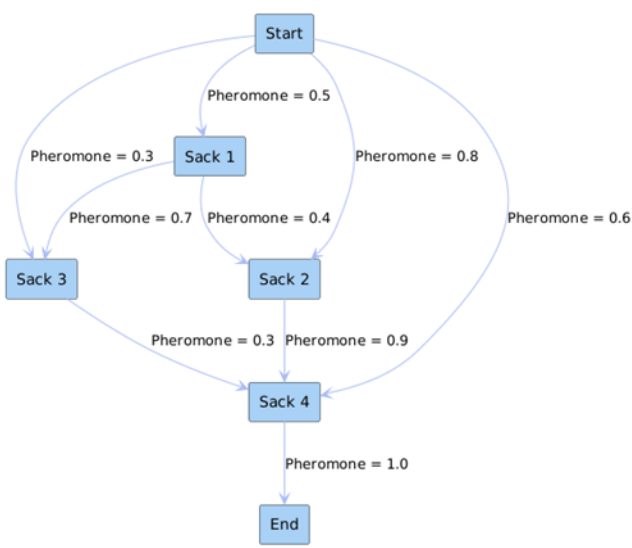 Start
Pheromone = 0.5
Pheromone = 0.3
Sack 1
Pheromone = 0.8
Pheromone = 0.7
Pheromone = 0.4
Pheromone = 0.6
Sack 3
Sack 2
Pheromone = 0.3
Pheromone = 0.9
Sack 4
Pheromone = 1.0
End